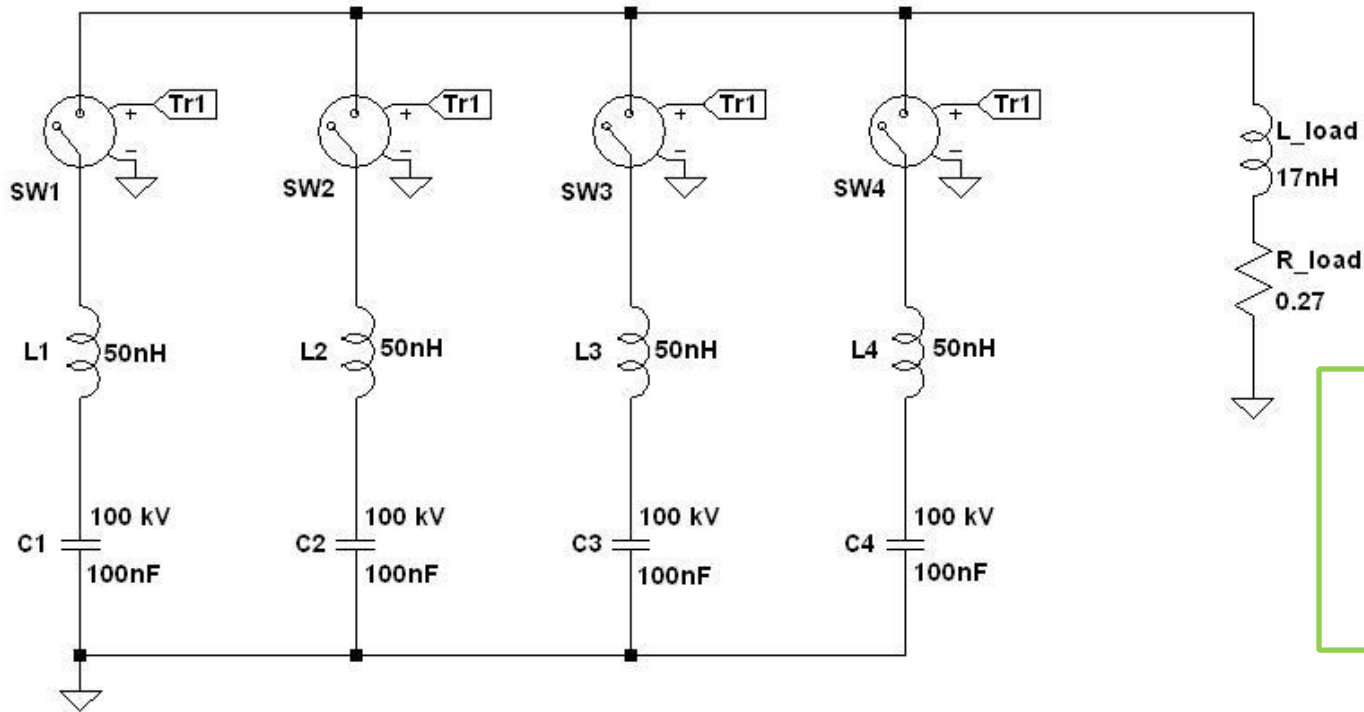 Tr1 Tr1 Tr1 Tr1
+ + + +
− − − −
SW1 SW2 SW3 SW4
L_load
17nH
R_load
0.27
L1 50nH L2 50nH L3 50nH L4 50nH
100 kV 100 kV 100 kV 100 kV
C1 C2 C3 C4
100nF 100nF 100nF 100nF